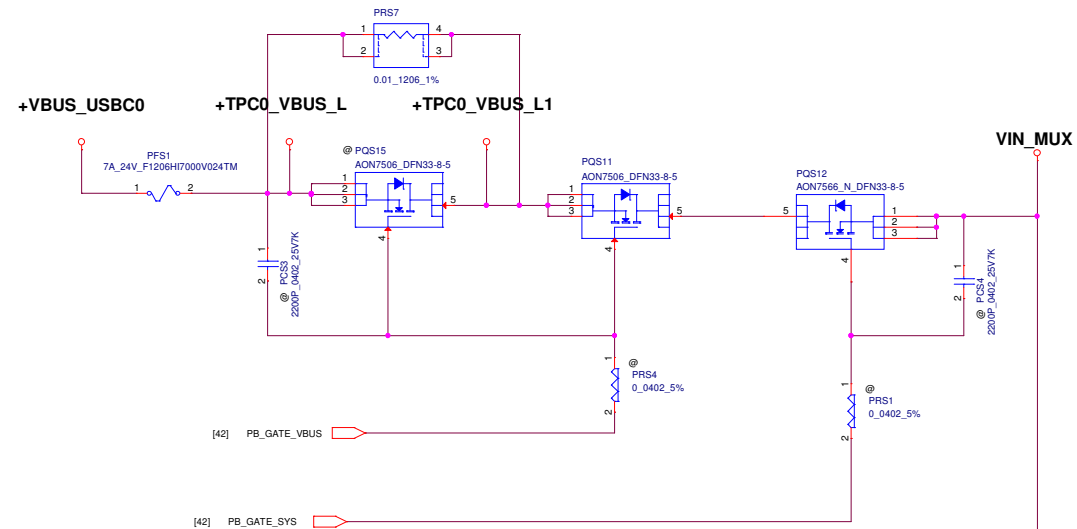 PRS7
1
4
2
3
0.01_1206_1%
+VBUS_USBC0
+TPC0_VBUS_L
+TPC0_VBUS_L1
VIN_MUX
PFS1
7A_24V_F1206HI7000V024TM
1
2
@ PQS15
AON7506_DFN33-8-5
1
2
3
5
4
PQS11
AON7506_DFN33-8-5
1
2
3
5
4
PQS12
AON7566_N_DFN33-8-5
5
1
2
3
4
1
2
@ PCS3
2200P_0402_25V7K
1
2
@ PCS4
2200P_0402_25V7K
1
@
PRS4
0_0402_5%
2
1
@
PRS1
0_0402_5%
2
[42] PB_GATE_VBUS
[42] PB_GATE_SYS